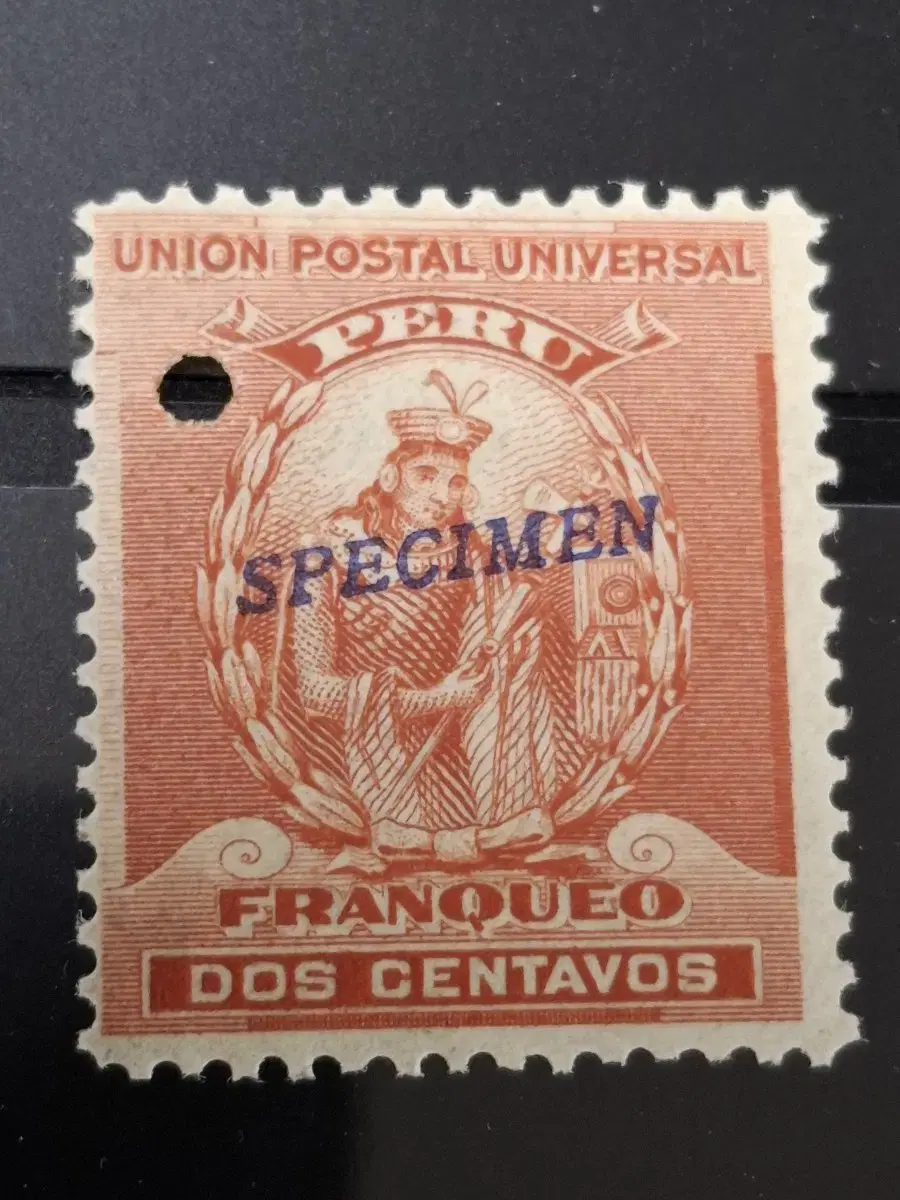 UNION POSTAL UNIVERSAL
PERU
SPECIMEN
FRANQUEO
DOS CENTAVOS